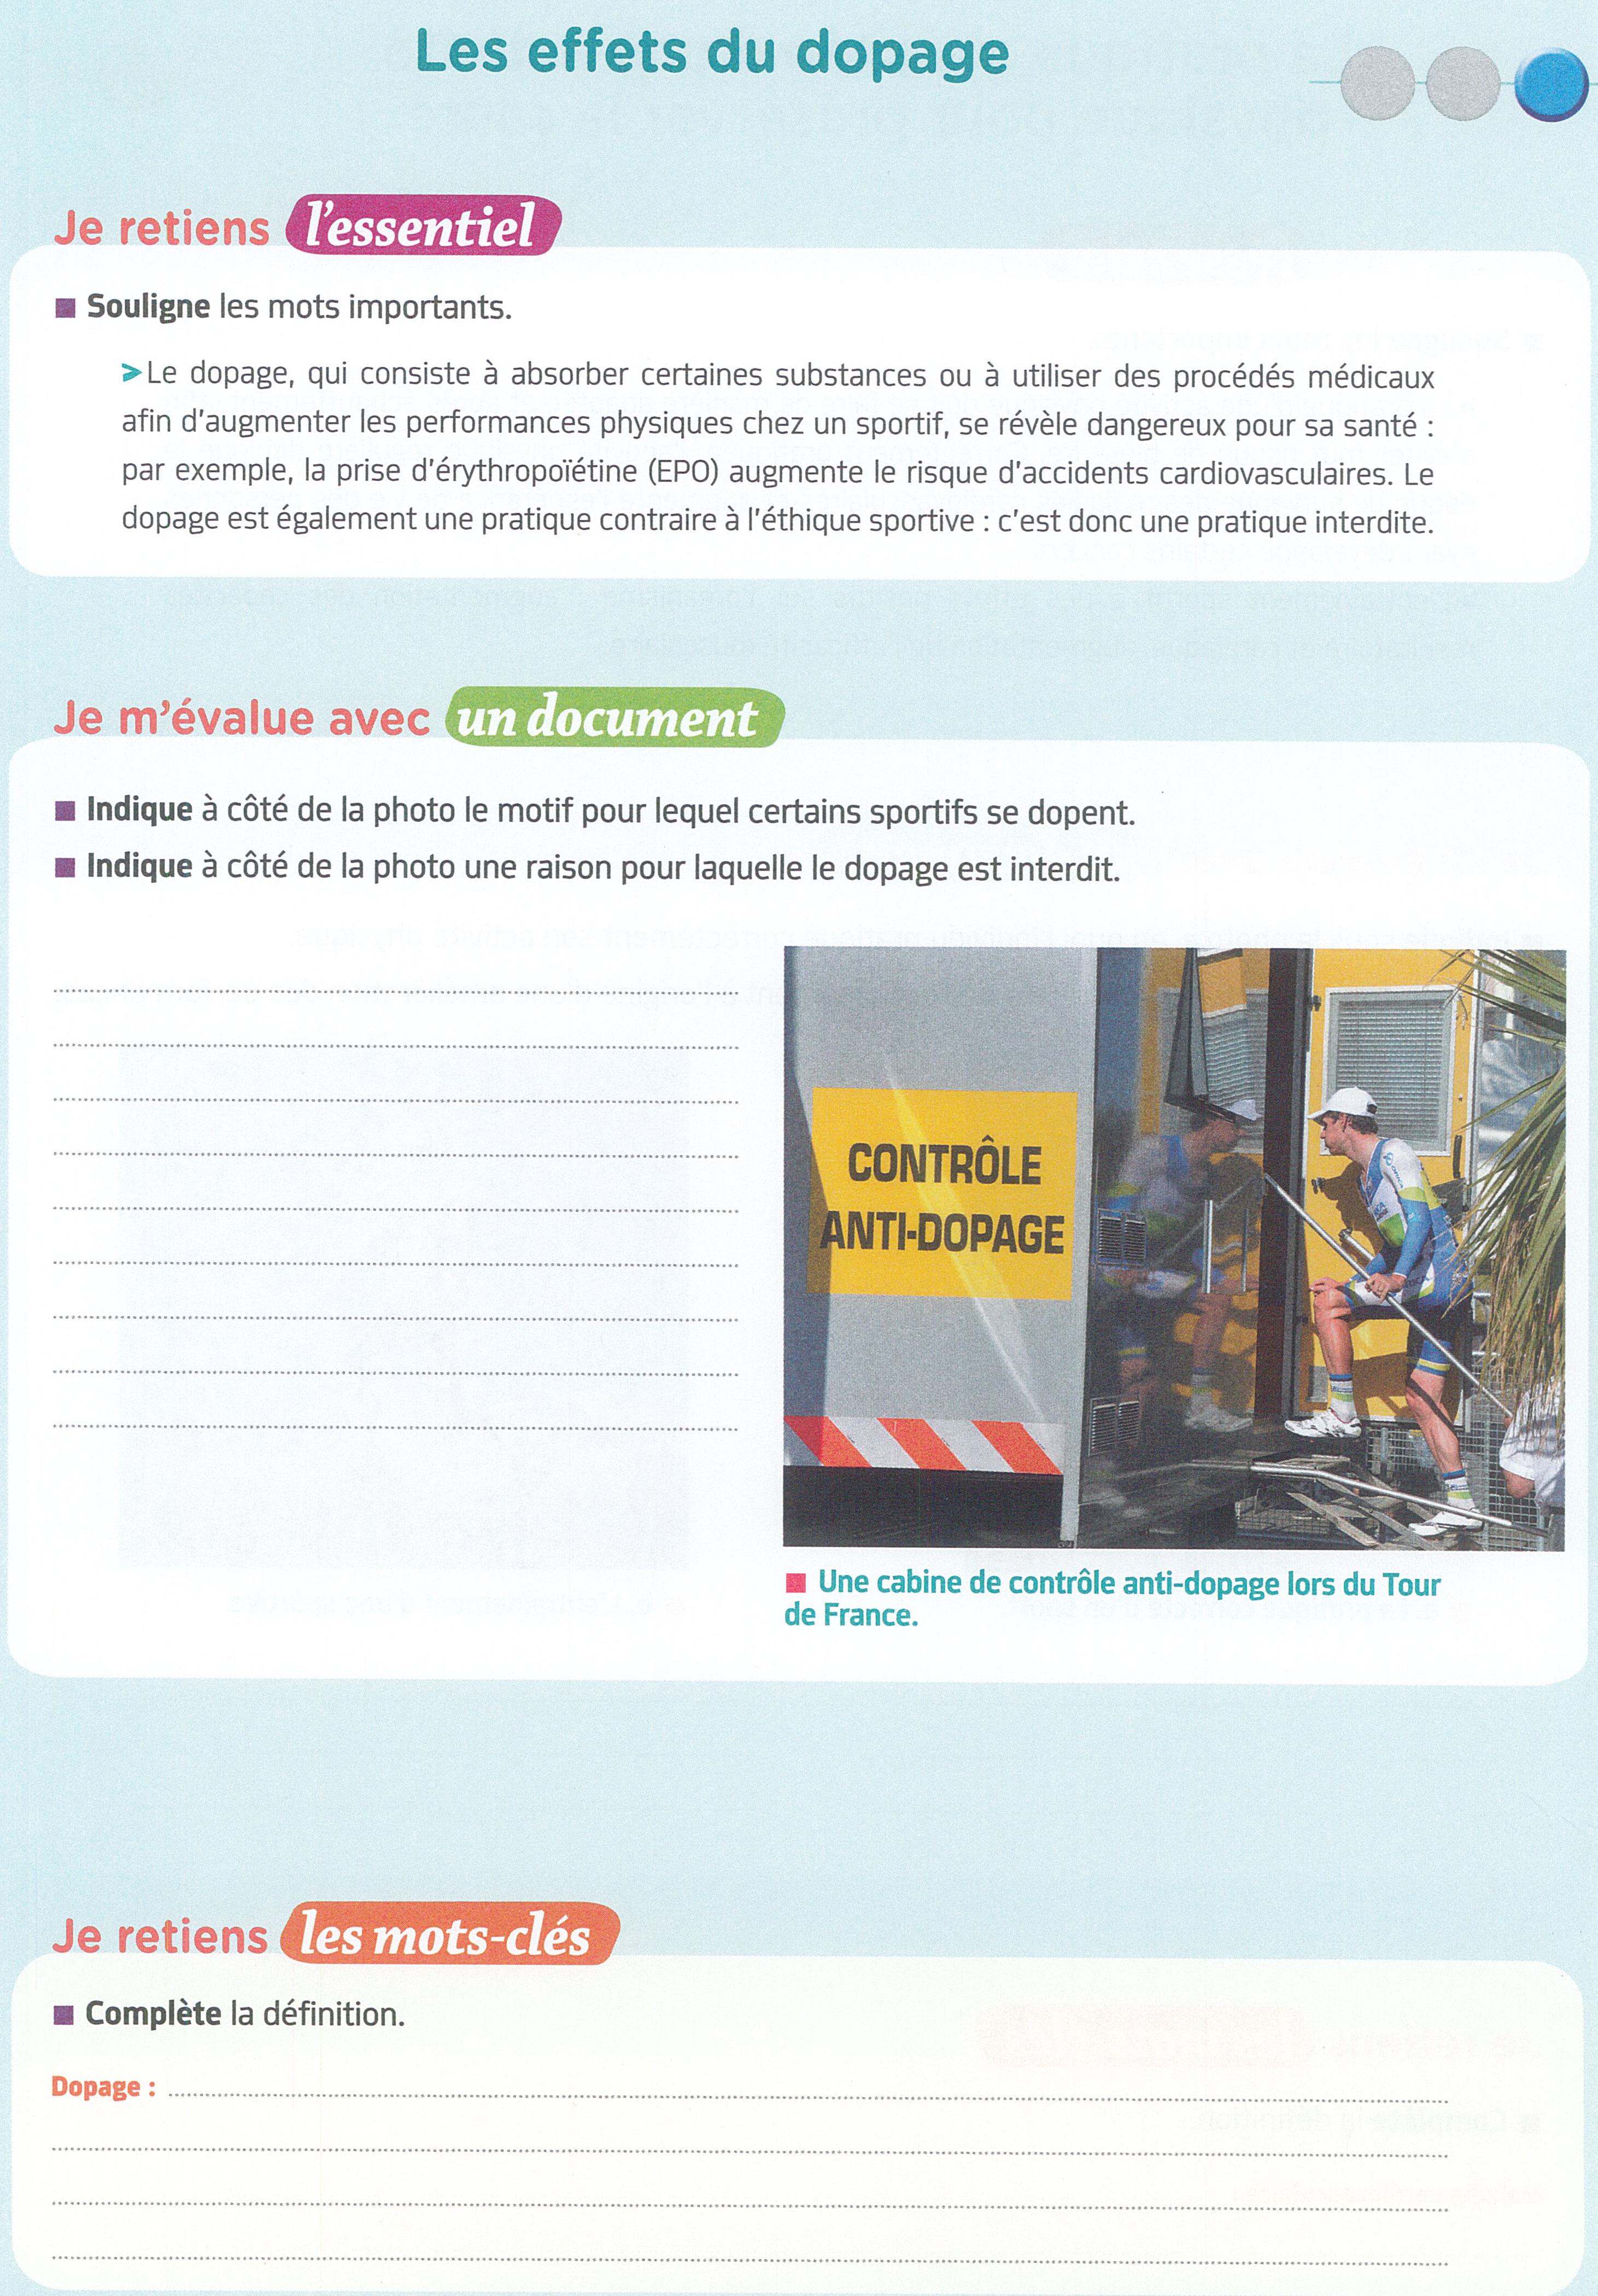 Les effets du dopage
Je retiens l'essentiel
Souligne les mots importants.
> Le dopage, qui consiste à absorber certaines substances ou à utiliser des procédés médicaux
afin d'augmenter les performances physiques chez un sportif, se révèle dangereux pour sa santé :
par exemple, la prise d'érythropoïétine (EPO) augmente le risque d'accidents cardiovasculaires. Le
dopage est également une pratique contraire à l'éthique sportive : c'est donc une pratique interdite.
Je m'évalue avec un document
Indique à côté de la photo le motif pour lequel certains sportifs se dopent.
Indique à côté de la photo une raison pour laquelle le dopage est interdit.
CONTRÔLE
ANTI-DOPAGE
Une cabine de contrôle anti-dopage lors du Tour
de France.
Je retiens les mots-clés
Complète la définition.
Dopage :